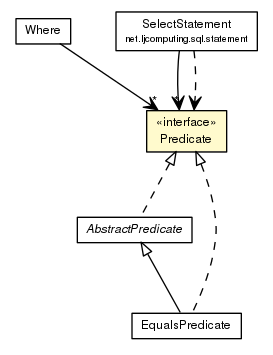 Where
SelectStatement
net.ljcomputing.sql.statement
*
*
«interface»
Predicate
AbstractPredicate
EqualsPredicate